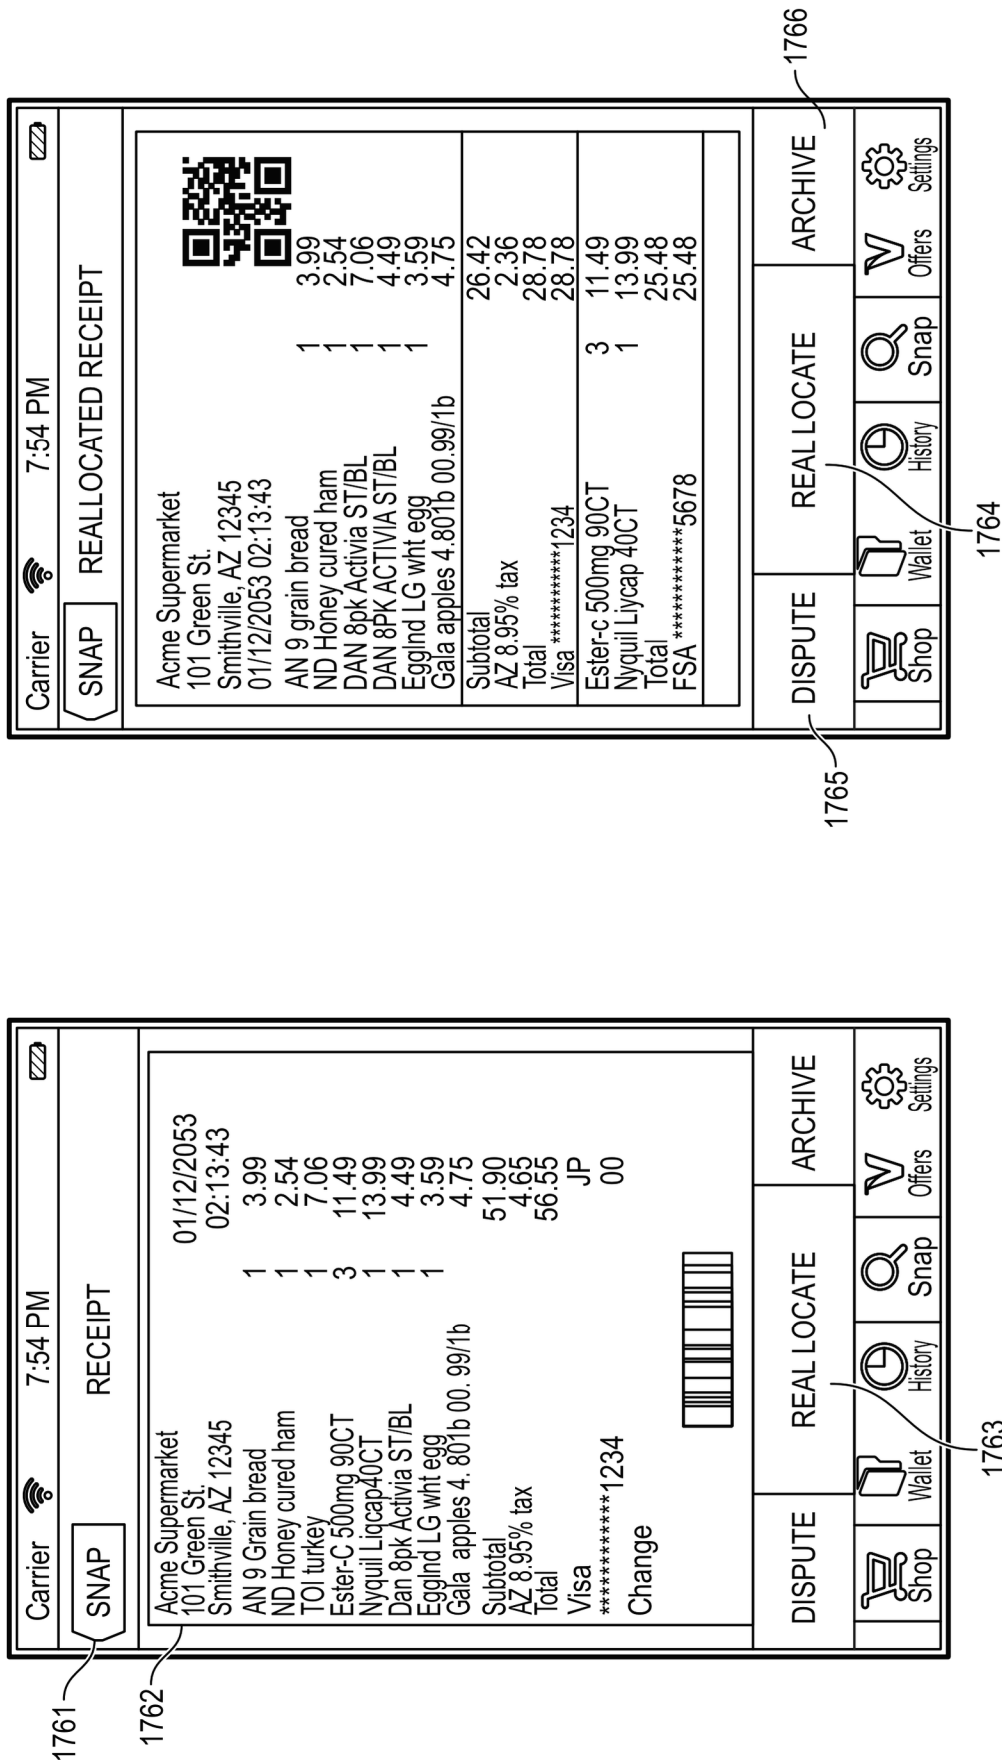 Carrier 7:54 PM
SNAP RECEIPT
1761
1762
Acme Supermarket
101 Green St. 01/12/2053
Smithville, AZ 12345 02:13:43
AN 9 Grain bread 1 3.99
ND Honey cured ham 1 2.54
TOI turkey 1 7.06
Ester-C 500mg 90CT 3 11.49
Nyquil Liqcap40CT 1 13.99
Dan 8pk Activia ST/BL 1 4.49
EggInd LG wht egg 1 3.59
Gala apples 4. 801b 00. 99/1b 4.75
Subtotal 51.90
AZ 8.95% tax 4.65
Total 56.55
Visa JP
************1234 00
Change
DISPUTE REAL LOCATE ARCHIVE
Shop Wallet History Snap Offers Settings
1763
Carrier 7:54 PM
SNAP REALLOCATED RECEIPT
Acme Supermarket
101 Green St.
Smithville, AZ 12345
01/12/2053 02:13:43
AN 9 grain bread 1 3.99
ND Honey cured ham 1 2.54
DAN 8pk Activia ST/BL 1 7.06
DAN 8PK ACTIVIA ST/BL 1 4.49
EggInd LG wht egg 1 3.59
Gala apples 4.801b 00.99/1b 4.75
Subtotal 26.42
AZ 8.95% tax 2.36
Total 28.78
Visa ************1234 28.78
Ester-c 500mg 90CT 3 11.49
Nyquil Liycap 40CT 1 13.99
Total 25.48
FSA ************5678 25.48
DISPUTE REAL LOCATE ARCHIVE
Shop Wallet History Snap Offers Settings
1765
1764
1766